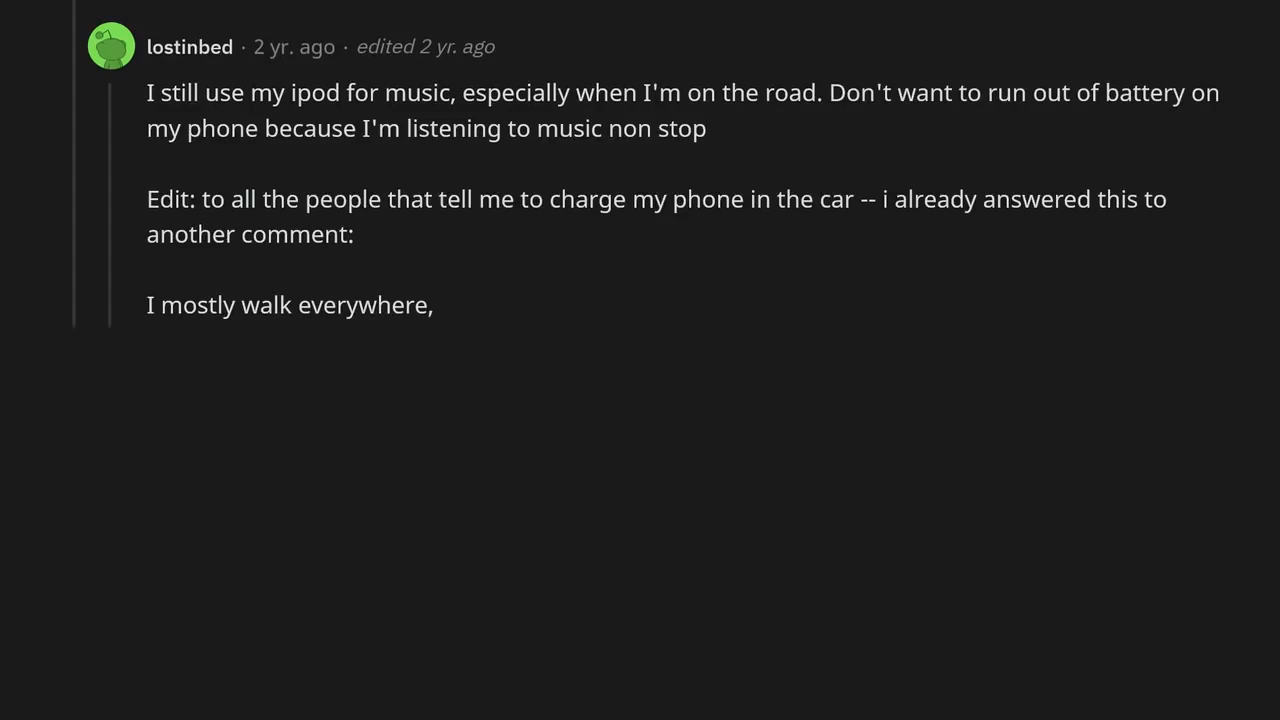 lostinbed · 2 yr. ago · edited 2 yr. ago
I still use my ipod for music, especially when I'm on the road. Don't want to run out of battery on
my phone because I'm listening to music non stop
Edit: to all the people that tell me to charge my phone in the car -- i already answered this to
another comment:
I mostly walk everywhere,